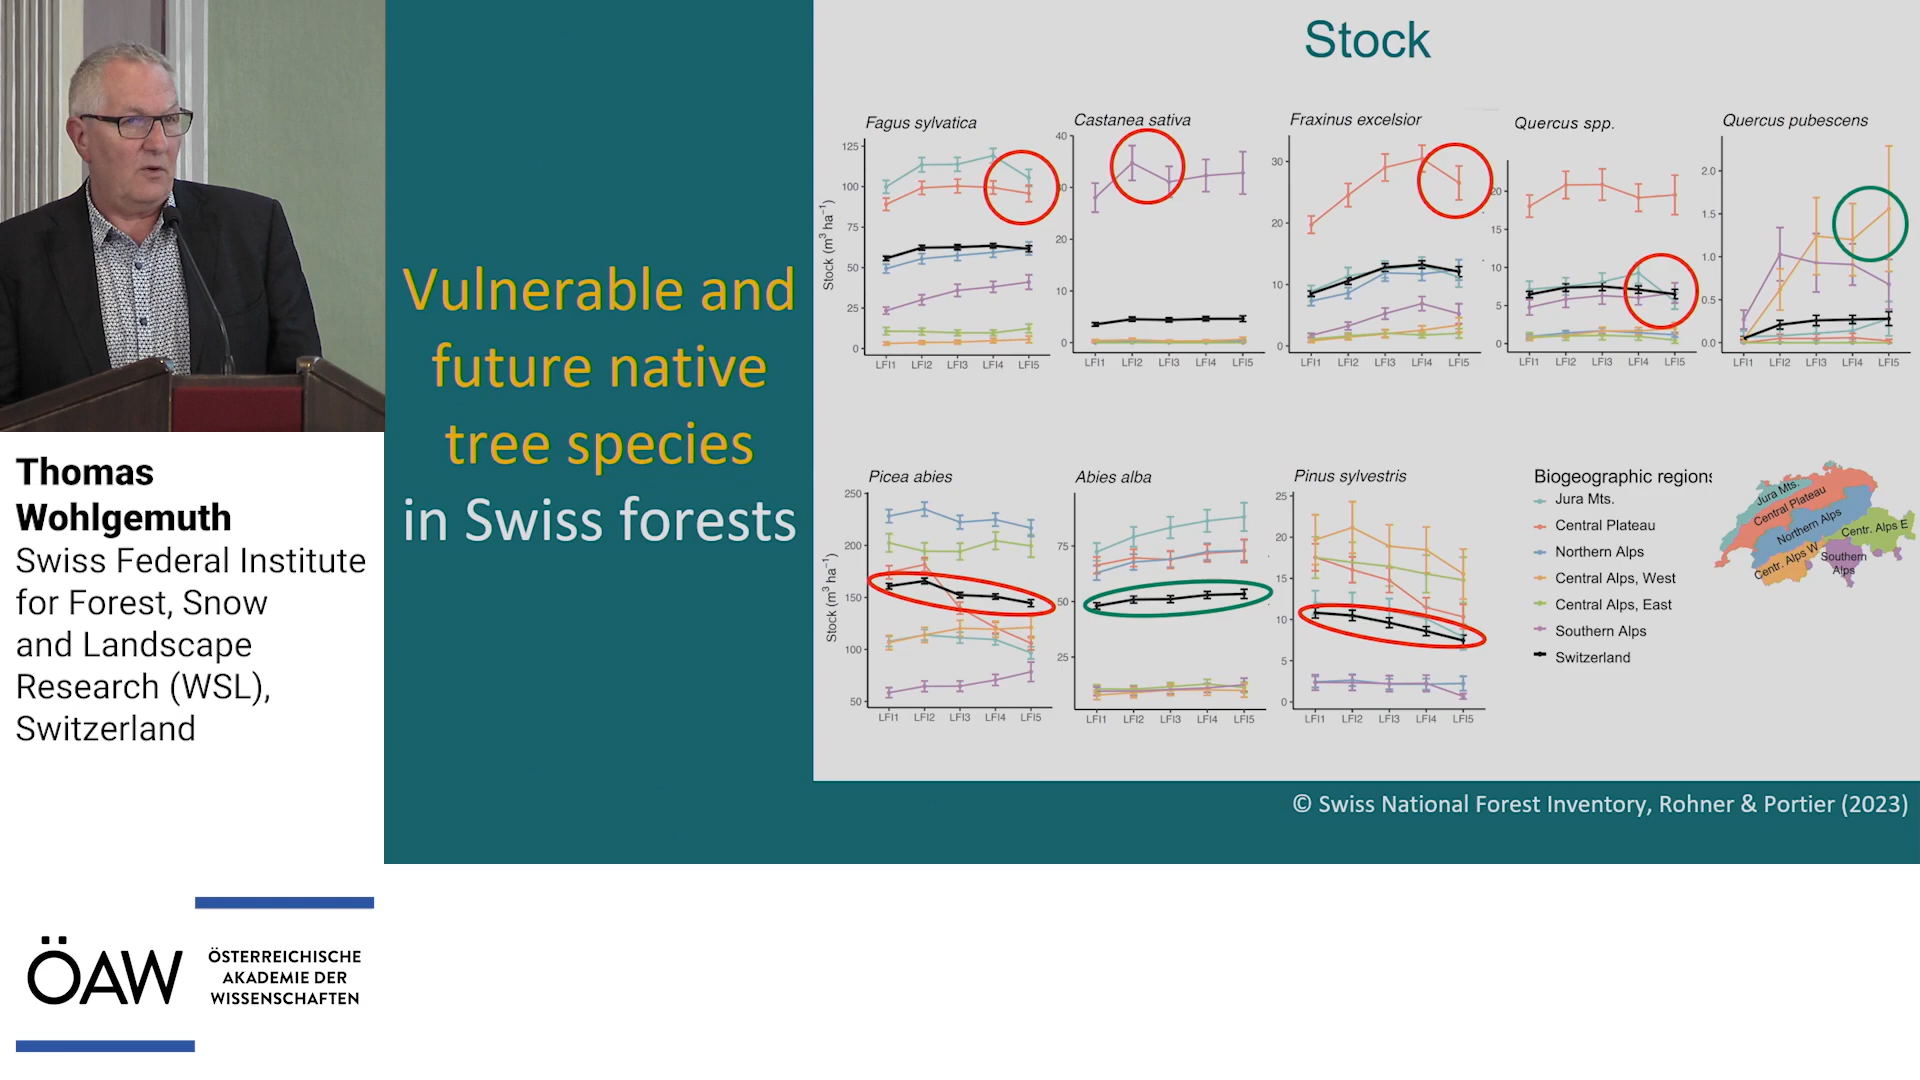 Stock
Vulnerable and
future native
tree species
in Swiss forests
Fagus sylvatica
Castanea sativa
Fraxinus excelsior
Quercus spp.
Quercus pubescens
Stock (m³ ha⁻¹)
125
100
75
50
25
0
LFI1 LFI2 LFI3 LFI4 LFI5
40
30
20
10
0
LFI1 LFI2 LFI3 LFI4 LFI5
30
20
10
0
LFI1 LFI2 LFI3 LFI4 LFI5
20
15
10
5
0
LFI1 LFI2 LFI3 LFI4 LFI5
2.0
1.5
1.0
0.5
0.0
LFI1 LFI2 LFI3 LFI4 LFI5
Picea abies
Abies alba
Pinus sylvestris
Stock (m³ ha⁻¹)
250
200
150
100
50
LFI1 LFI2 LFI3 LFI4 LFI5
75
50
25
LFI1 LFI2 LFI3 LFI4 LFI5
25
20
15
10
5
0
LFI1 LFI2 LFI3 LFI4 LFI5
Biogeographic regions
Jura Mts.
Central Plateau
Northern Alps
Central Alps, West
Central Alps, East
Southern Alps
Switzerland
Jura Mts.
Central Plateau
Northern Alps
Centr. Alps E
Centr. Alps W
Southern
Alps
© Swiss National Forest Inventory, Rohner & Portier (2023)
Thomas
Wohlgemuth
Swiss Federal Institute
for Forest, Snow
and Landscape
Research (WSL),
Switzerland
ÖAW
ÖSTERREICHISCHE
AKADEMIE DER
WISSENSCHAFTEN